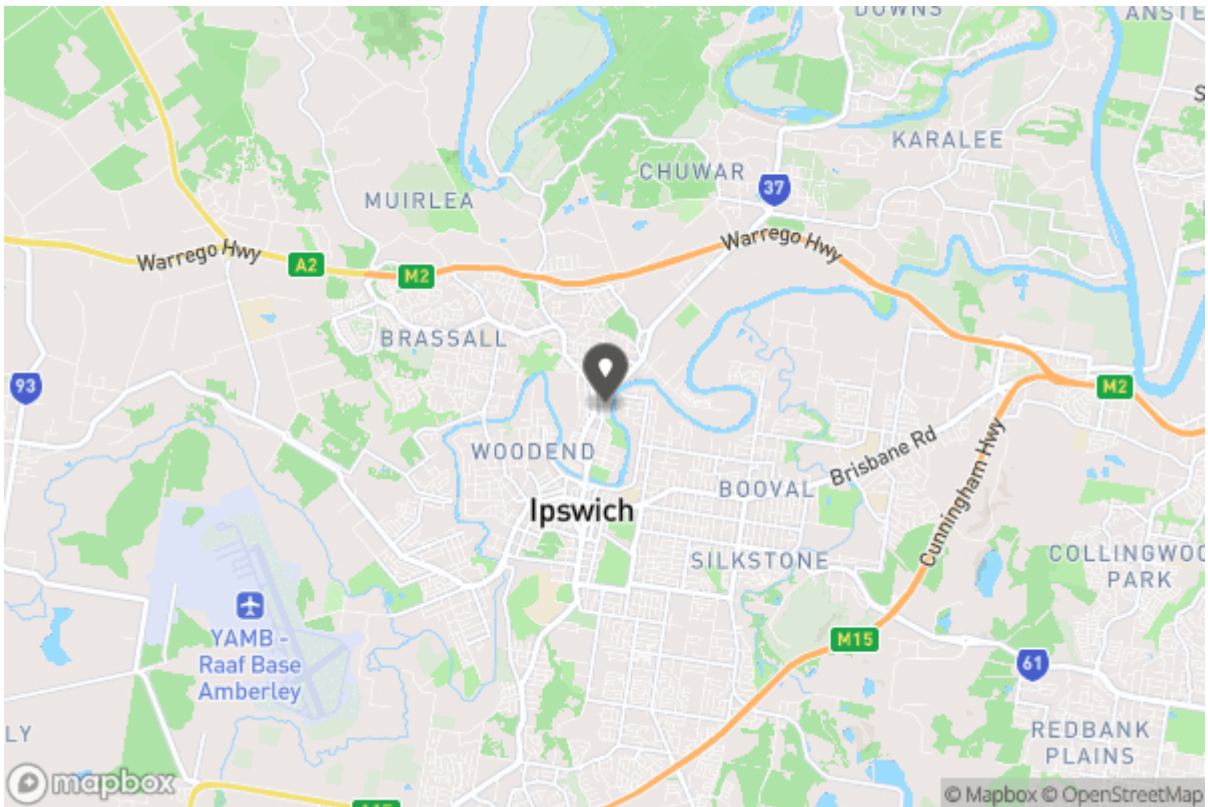 DOWNS
ANSTE
KARALEE
CHUWAR
37
MUIRLEA
Warrego Hwy
Warrego Hwy
A2
M2
BRASSALL
93
M2
WOODEND
Brisbane Rd
BOOVAL
Ipswich
Cunningham Hwy
SILKSTONE
COLLINGWOO
PARK
YAMB -
Raaf Base
Amberley
M15
61
LY
REDBANK
PLAINS
mapbox
© Mapbox © OpenStreetMap